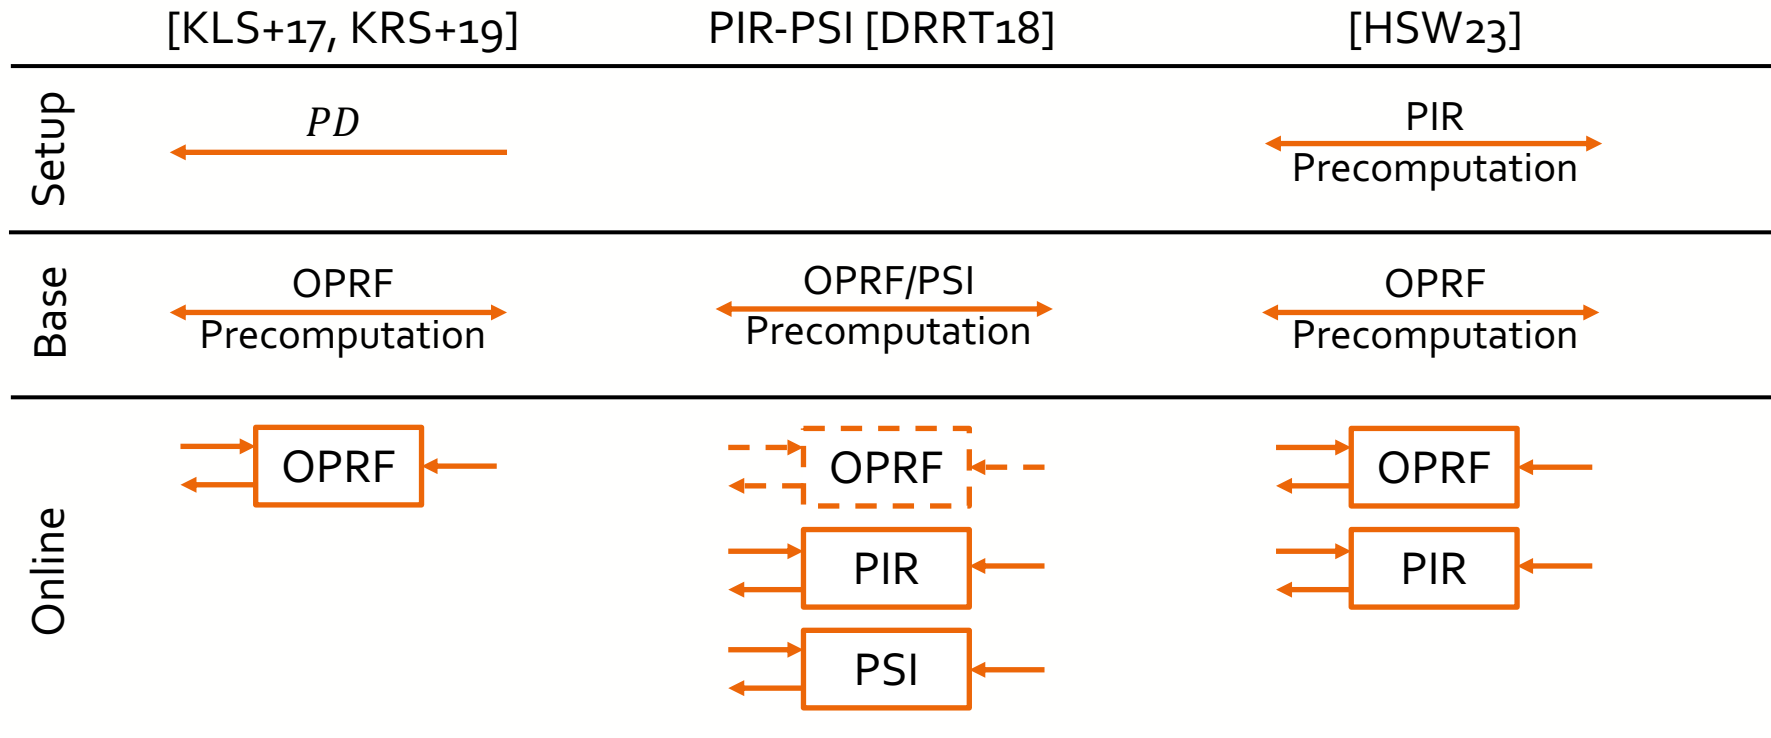 [KLS+17, KRS+19] PIR-PSI [DRRT18] [HSW23]
Setup
PD
PIR
Precomputation
Base
OPRF
Precomputation
OPRF/PSI
Precomputation
OPRF
Precomputation
Online
OPRF
OPRF
PIR
PSI
OPRF
PIR